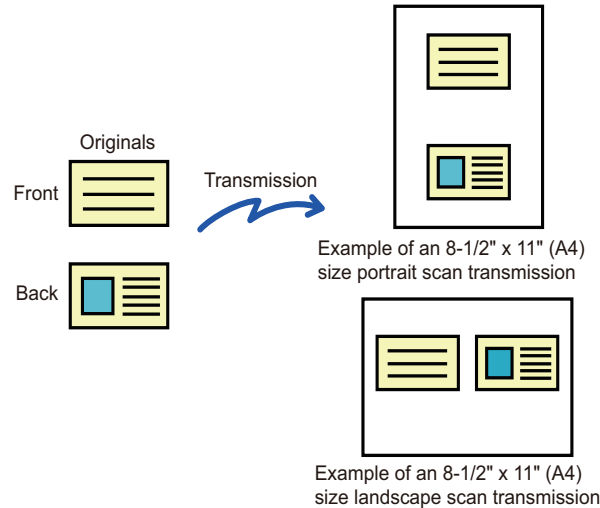 Originals
Front
Back
Transmission
Example of an 8-1/2" x 11" (A4)
size portrait scan transmission
Example of an 8-1/2" x 11" (A4)
size landscape scan transmission